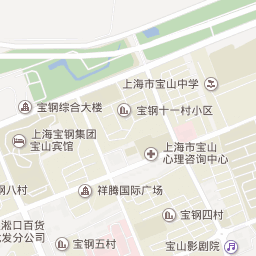 上海市宝山中学
宝钢综合大楼
宝钢十一村小区
上海宝钢集团
宝山宾馆
上海市宝山
心理咨询中心
钢八村
祥腾国际广场
淞口百货
发分公司
宝钢四村
宝钢五村
宝山影剧院